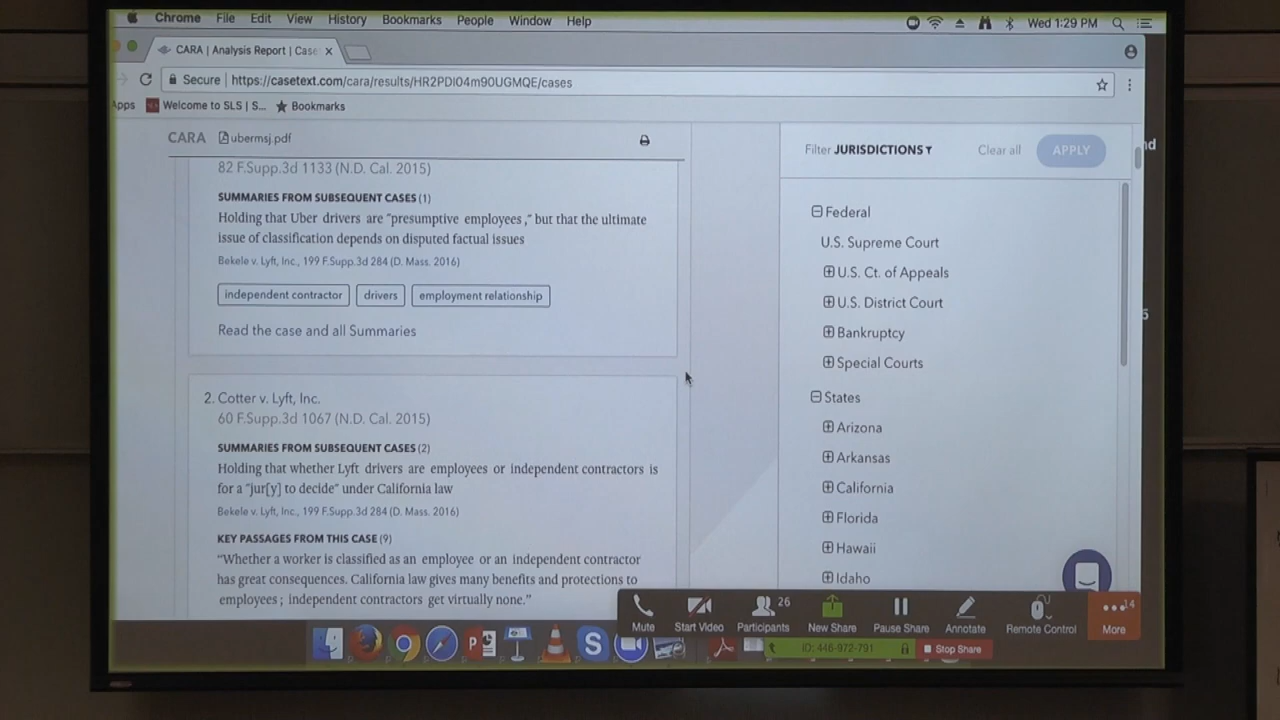 Chrome File Edit View History Bookmarks People Window Help Wed 1:29 PM
CARA | Analysis Report | Case
Secure https://casetext.com/cara/results/HR2PDI04m90UGMQE/cases
Apps Welcome to SLS | S... Bookmarks
CARA ubermsj.pdf
82 F.Supp.3d 1133 (N.D. Cal. 2015)
SUMMARIES FROM SUBSEQUENT CASES (1)
Holding that Uber drivers are "presumptive employees," but that the ultimate
issue of classification depends on disputed factual issues
Bekele v. Lyft, Inc., 199 F.Supp.3d 284 (D. Mass. 2016)
independent contractor drivers employment relationship
Read the case and all Summaries
2. Cotter v. Lyft, Inc.
60 F.Supp.3d 1067 (N.D. Cal. 2015)
SUMMARIES FROM SUBSEQUENT CASES (2)
Holding that whether Lyft drivers are employees or independent contractors is
for a "jur[y] to decide" under California law
Bekele v. Lyft, Inc., 199 F.Supp.3d 284 (D. Mass. 2016)
KEY PASSAGES FROM THIS CASE (9)
"Whether a worker is classified as an employee or an independent contractor
has great consequences. California law gives many benefits and protections to
employees; independent contractors get virtually none."
Filter JURISDICTIONS Clear all APPLY
Federal
U.S. Supreme Court
U.S. Ct. of Appeals
U.S. District Court
Bankruptcy
Special Courts
States
Arizona
Arkansas
California
Florida
Hawaii
Idaho
nd
5
26
14
Mute Start Video Participants New Share Pause Share Annotate Remote Control More
ID: 446-972-791 Stop Share